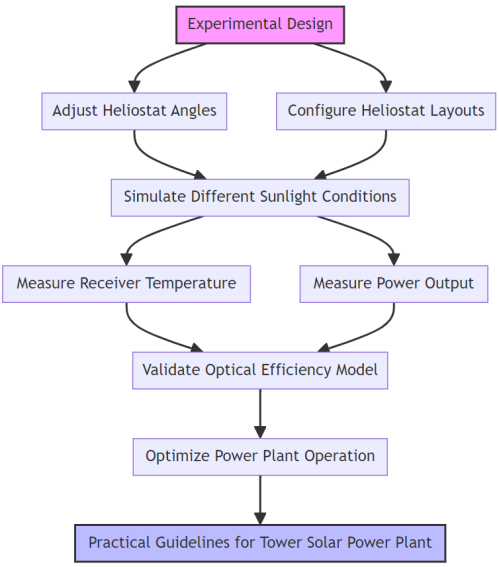 Experimental Design
Adjust Heliostat Angles
Configure Heliostat Layouts
Simulate Different Sunlight Conditions
Measure Receiver Temperature
Measure Power Output
Validate Optical Efficiency Model
Optimize Power Plant Operation
Practical Guidelines for Tower Solar Power Plant